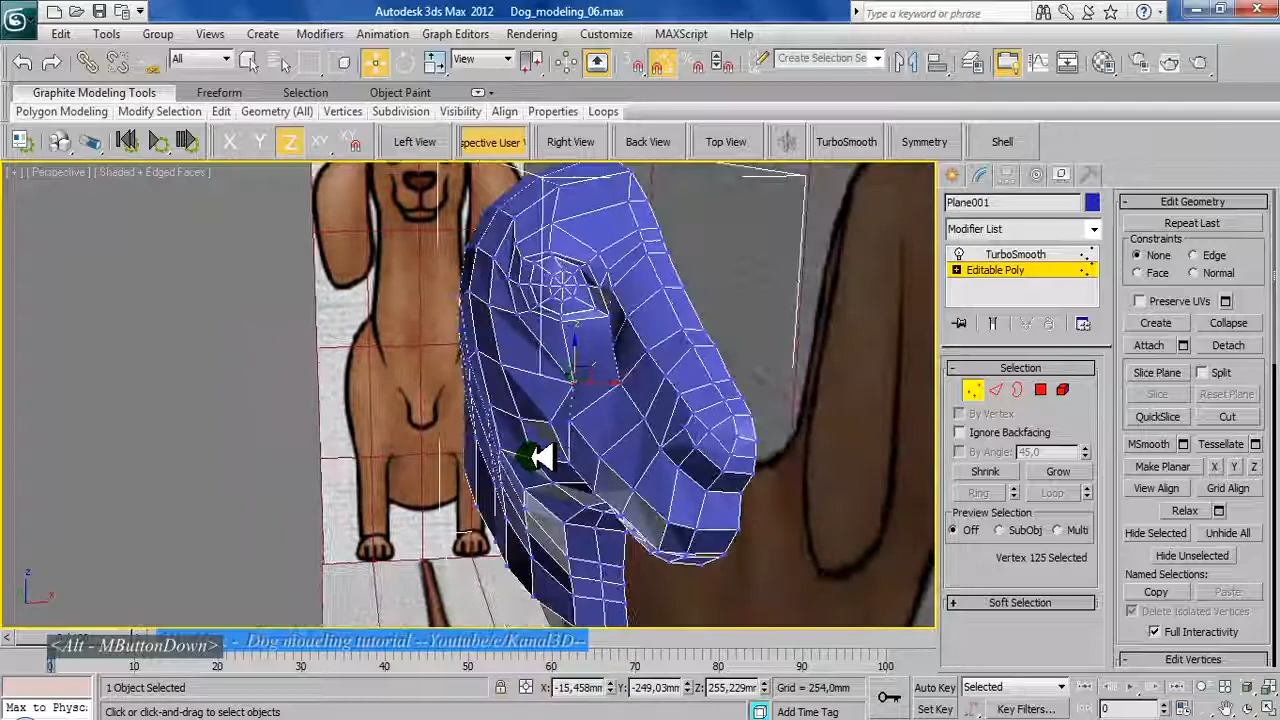 Autodesk 3ds Max 2012 Dog_modeling_06.max
Type a keyword or phrase
Edit Tools Group Views Create Modifiers Animation Graph Editors Rendering Customize MAXScript Help
All View Create Selection Se
Graphite Modeling Tools Freeform Selection Object Paint
Polygon Modeling Modify Selection Edit Geometry (All) Vertices Subdivision Visibility Align Properties Loops
X Y Z XY XY Left View spective User V Right View Back View Top View TurboSmooth Symmetry Shell
[ + ] [ Perspective ] [ Shaded + Edged Faces ]
Plane001
Modifier List
TurboSmooth
Editable Poly
- Selection
By Vertex
Ignore Backfacing
By Angle: 45,0
Shrink Grow
Ring Loop
Preview Selection
Off SubObj Multi
Vertex 125 Selected
+ Soft Selection
- Edit Geometry
Repeat Last
Constraints
None Edge
Face Normal
Preserve UVs
Create Collapse
Attach Detach
Slice Plane Split
Slice Reset Plane
QuickSlice Cut
MSmooth Tessellate
Make Planar X Y Z
View Align Grid Align
Relax
Hide Selected Unhide All
Hide Unselected
Named Selections:
Copy Paste
Delete Isolated Vertices
Full Interactivity
- Edit Vertices
z
x
<Alt - MButtonDown> - Dog modeling tutorial --Youtube/c/Kanal3D--
10 20 30 40 50 60 70 80 90 100
1 Object Selected X: -15,458mm Y: -249,03mm Z: 255,229mm Grid = 254,0mm Auto Key Selected
Max to Physc Click or click-and-drag to select objects Add Time Tag Set Key Key Filters... 0